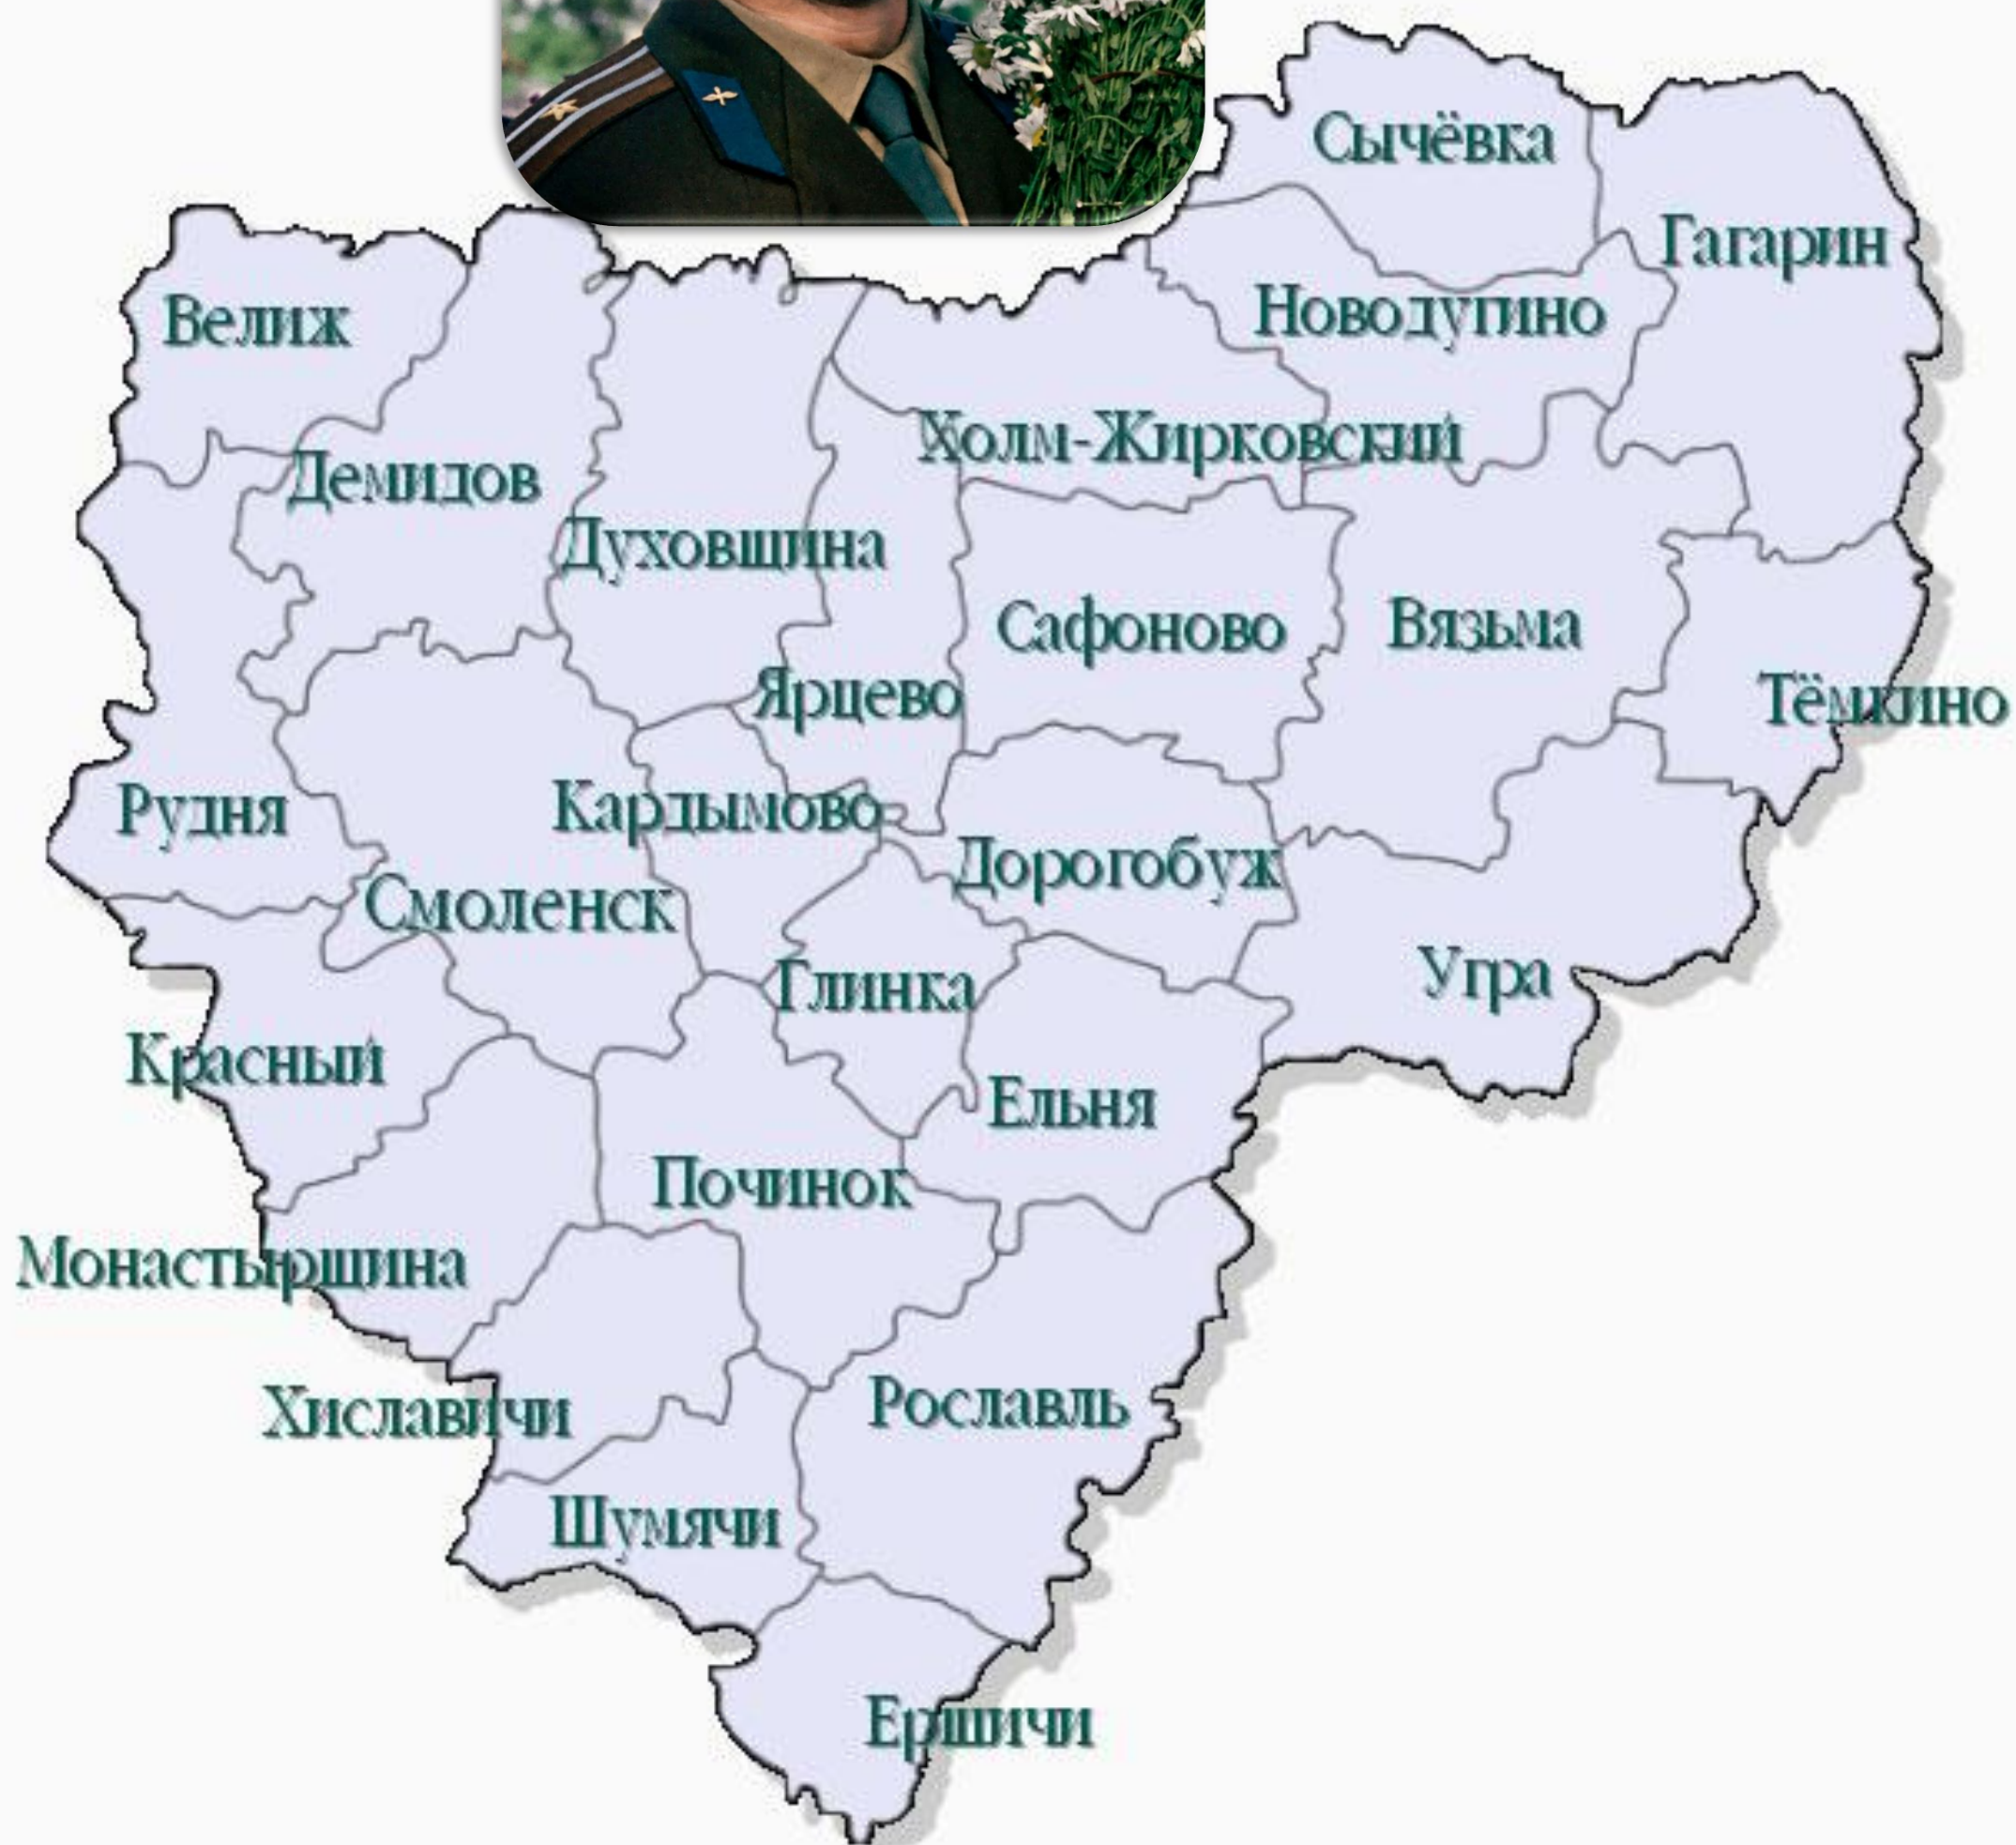 Сычёвка
Гагарин
Новодугино
Велиж
Холм-Жирковский
Демидов
Духовщина
Сафоново
Вязьма
Ярцево
Тёмкино
Рудня
Кардымово
Дорогобуж
Смоленск
Угра
Глинка
Красный
Ельня
Починок
Монастырщина
Хиславичи
Рославль
Шумячи
Ершичи